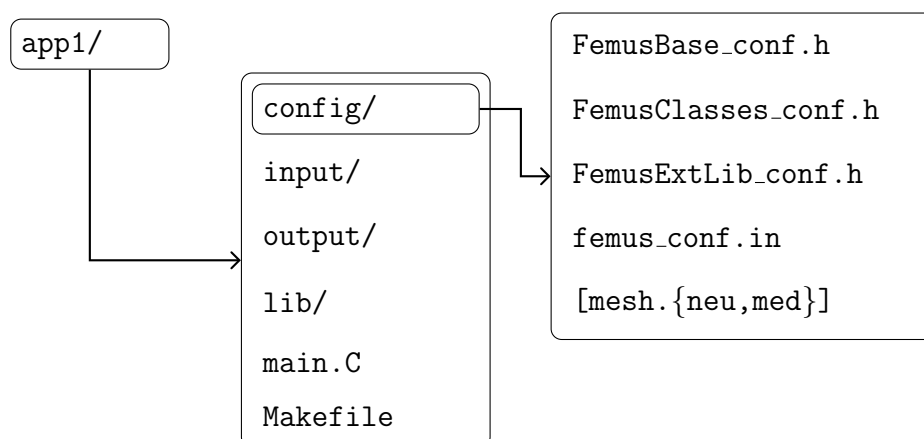 app1/
config/
input/
output/
lib/
main.C
Makefile
FemusBase_conf.h
FemusClasses_conf.h
FemusExtLib_conf.h
femus_conf.in
[mesh.{neu,med}]